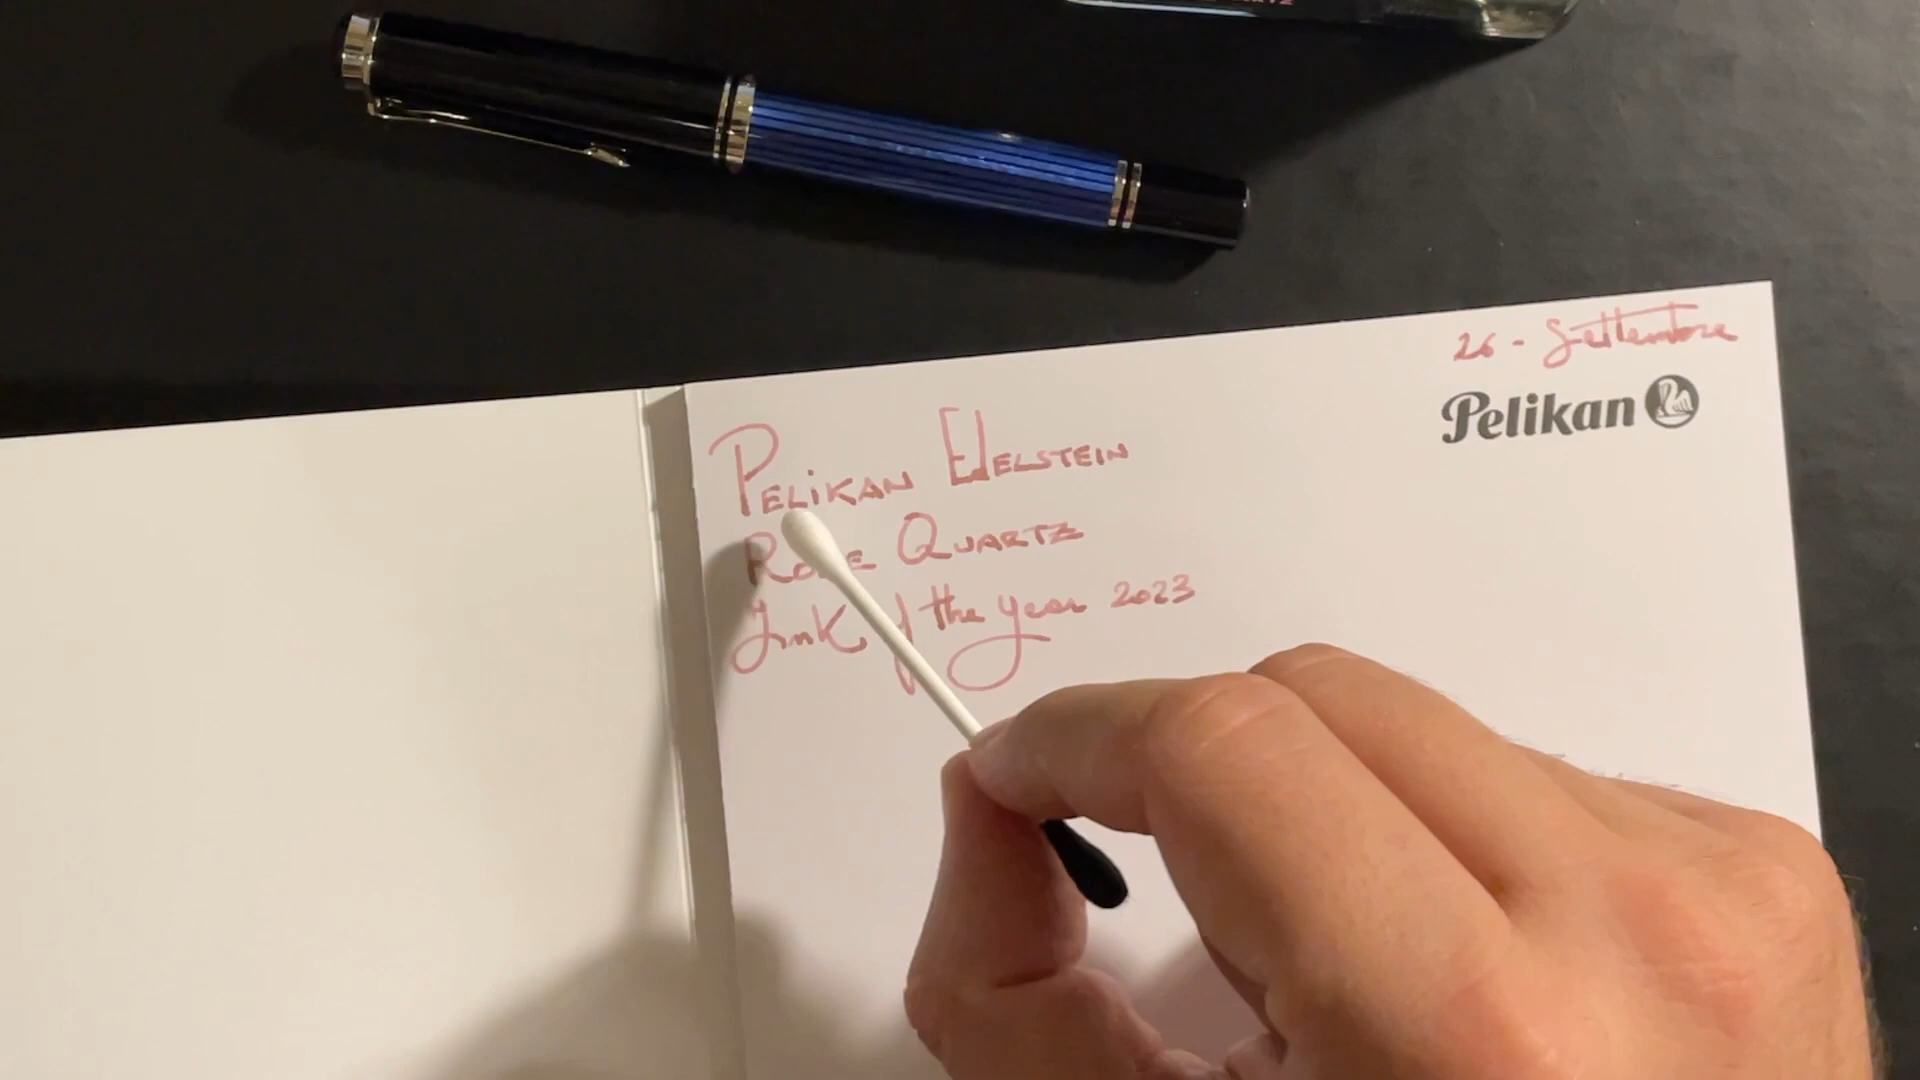 26 - Settembre
Pelikan
PELiKAN EDELSTEIN
ROSE QUARTZ
Ink of the year 2023